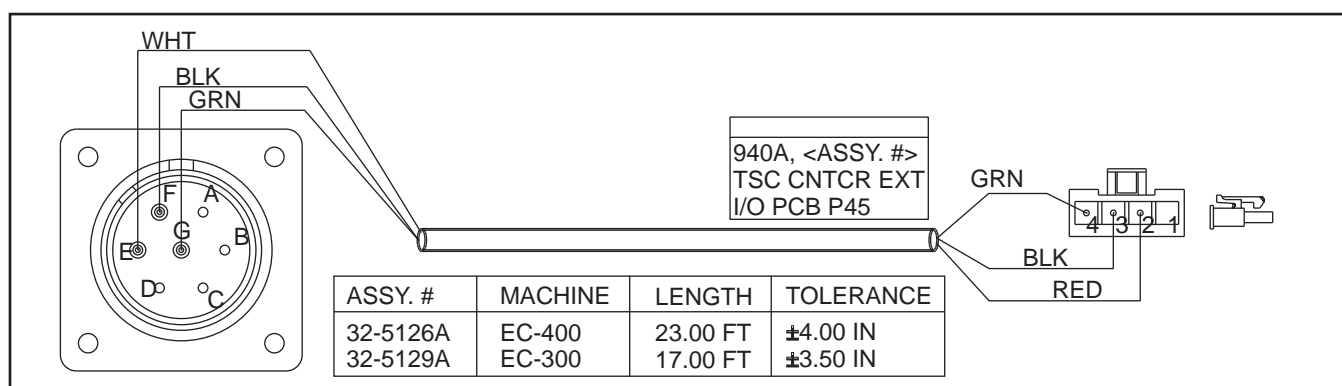 WHT
BLK
GRN
F A
G
E B
D C
940A, <ASSY. #>
TSC CNTCR EXT
I/O PCB P45
GRN
4 3 2 1
BLK
RED
ASSY. # MACHINE LENGTH TOLERANCE
32-5126A EC-400 23.00 FT ±4.00 IN
32-5129A EC-300 17.00 FT ±3.50 IN